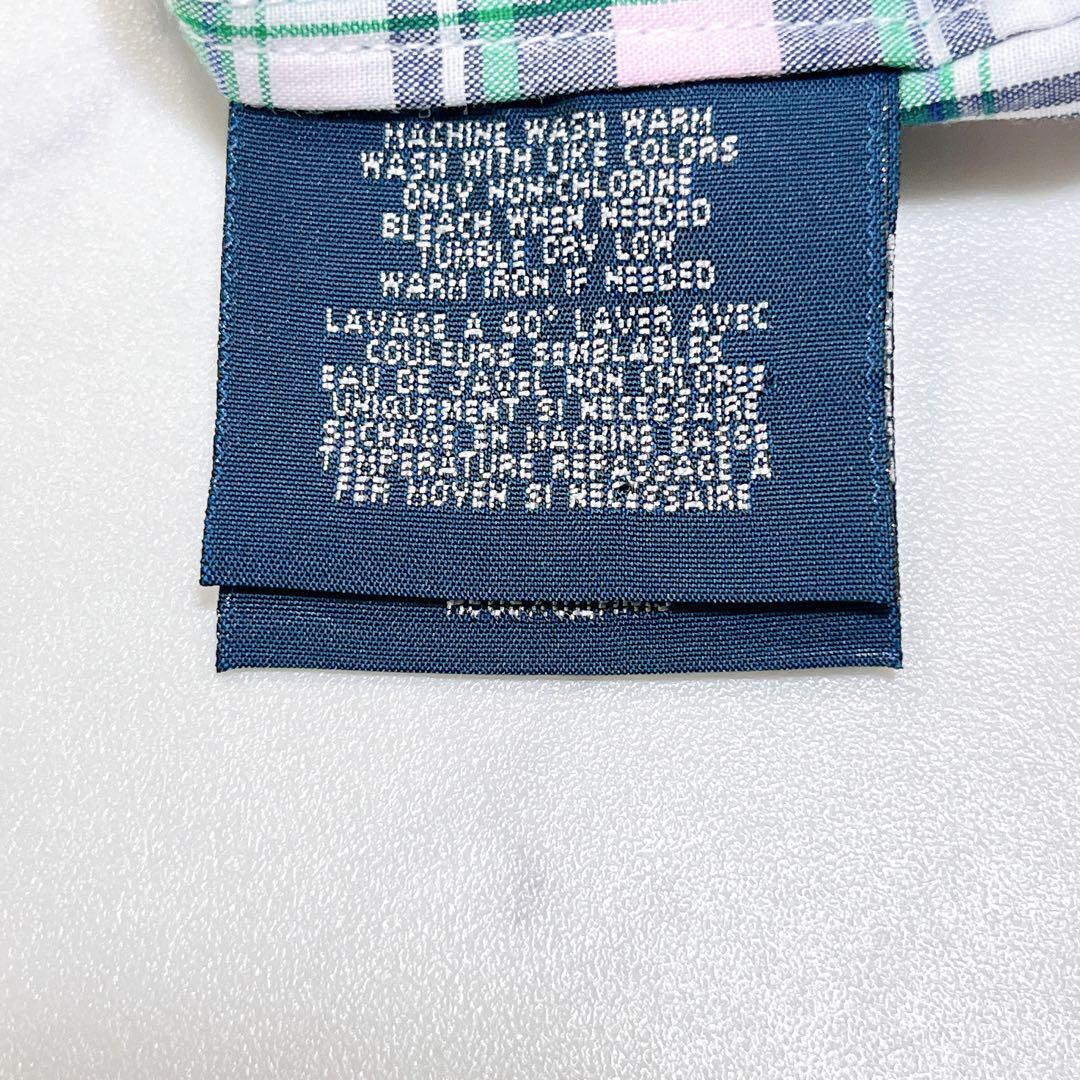 MACHINE WASH WARM
WASH WITH LIKE COLORS
ONLY NON-CHLORINE
BLEACH WHEN NEEDED
TUMBLE DRY LOW
WARM IRON IF NEEDED
LAVAGE A 40° LAVER AVEC
COULEURS SEMBLABLES
EAU DE JAVEL NON CHLOREE
UNIQUEMENT SI NECESSAIRE
SECHAGE EN MACHINE BASSE
TEMPERATURE REPASSAGE A
FER MOYEN SI NECESSAIRE